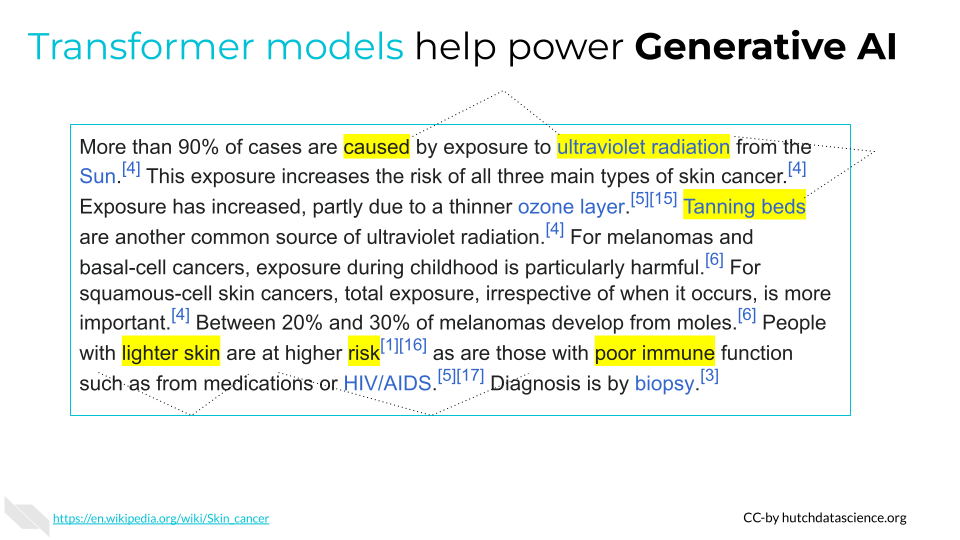 Transformer models help power Generative AI
More than 90% of cases are caused by exposure to ultraviolet radiation from the
Sun.[4] This exposure increases the risk of all three main types of skin cancer.[4]
Exposure has increased, partly due to a thinner ozone layer.[5][15] Tanning beds
are another common source of ultraviolet radiation.[4] For melanomas and
basal-cell cancers, exposure during childhood is particularly harmful.[6] For
squamous-cell skin cancers, total exposure, irrespective of when it occurs, is more
important.[4] Between 20% and 30% of melanomas develop from moles.[6] People
with lighter skin are at higher risk[1][16] as are those with poor immune function
such as from medications or HIV/AIDS.[5][17] Diagnosis is by biopsy.[3]
https://en.wikipedia.org/wiki/Skin_cancer
CC-by hutchdatascience.org